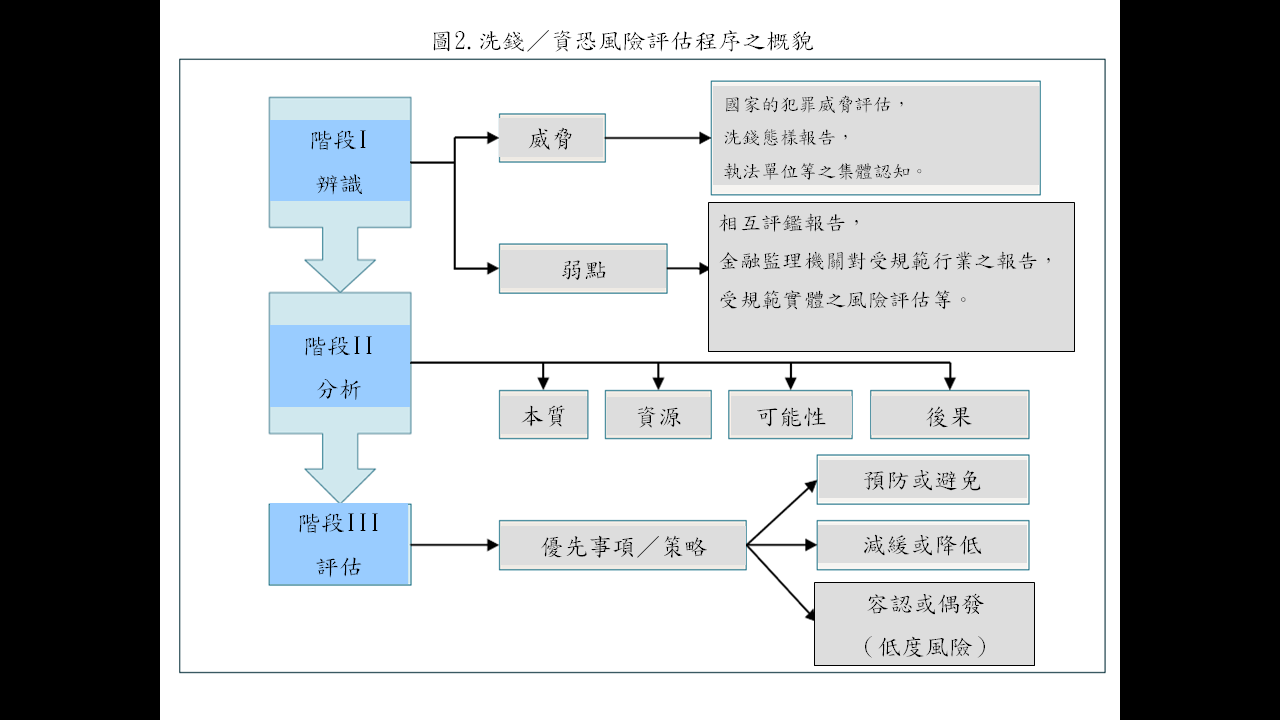 圖2.洗錢／資恐風險評估程序之概貌
階段I
辨識
威脅
國家的犯罪威脅評估，
洗錢態樣報告，
執法單位等之集體認知。
弱點
相互評鑑報告，
金融監理機關對受規範行業之報告，
受規範實體之風險評估等。
階段II
分析
本質
資源
可能性
後果
階段III
評估
優先事項／策略
預防或避免
減緩或降低
容認或偶發
（低度風險）